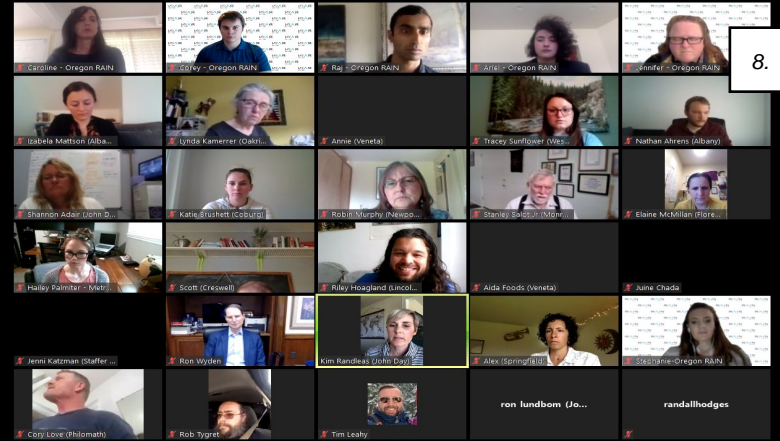 Caroline - Oregon RAIN
Corey - Oregon RAIN
Raj - Oregon RAIN
Ariel - Oregon RAIN
Jennifer - Oregon RAIN
8.
Izabela Mattson (Alba...
Lynda Kamerrer (Oakri...
Annie (Veneta)
Tracey Sunflower (Wes...
Nathan Ahrens (Albany)
Shannon Adair (John D...
Katie Brushett (Coburg)
Robin Murphy (Newpo...
Stanley Salot Jr (Monr...
Elaine McMillan (Flore...
Hailey Palmiter - Metr...
Scott (Creswell)
Riley Hoagland (Lincol...
Aida Foods (Veneta)
Juine Chada
Jenni Katzman (Staffer ...
Ron Wyden
Kim Randleas (John Day)
Alex (Springfield)
Stephanie-Oregon RAIN
Cory Love (Philomath)
Rob Tygret
Tim Leahy
ron lundbom (Jo...
randallhodges